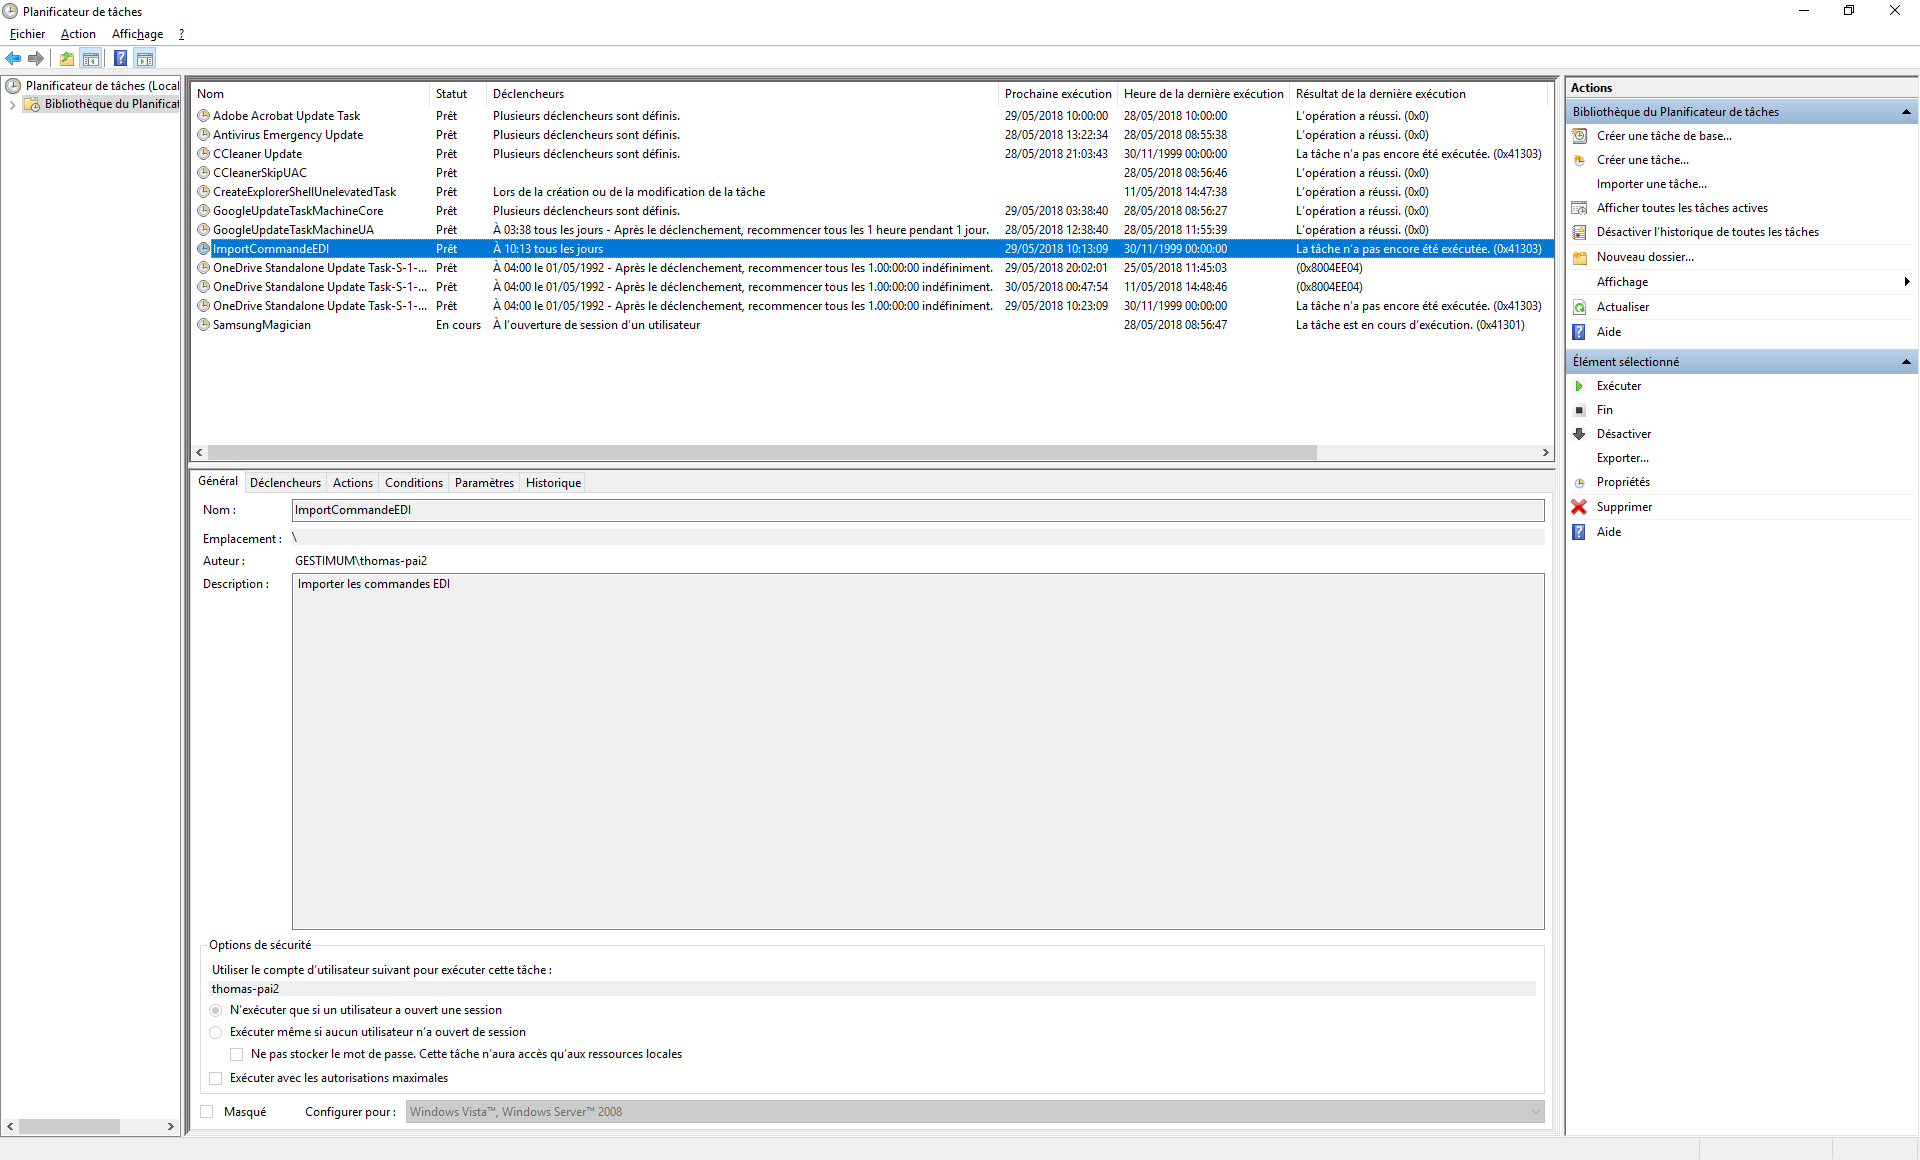 Planificateur de tâches
Fichier Action Affichage ?
Planificateur de tâches (Local
Bibliothèque du Planificat
Nom Statut Déclencheurs Prochaine exécution Heure de la dernière exécution Résultat de la dernière exécution
Adobe Acrobat Update Task Prêt Plusieurs déclencheurs sont définis. 29/05/2018 10:00:00 28/05/2018 10:00:00 L'opération a réussi. (0x0)
Antivirus Emergency Update Prêt Plusieurs déclencheurs sont définis. 28/05/2018 13:22:34 28/05/2018 08:55:38 L'opération a réussi. (0x0)
CCleaner Update Prêt Plusieurs déclencheurs sont définis. 28/05/2018 21:03:43 30/11/1999 00:00:00 La tâche n'a pas encore été exécutée. (0x41303)
CCleanerSkipUAC Prêt 28/05/2018 08:56:46 L'opération a réussi. (0x0)
CreateExplorerShellUnelevatedTask Prêt Lors de la création ou de la modification de la tâche 11/05/2018 14:47:38 L'opération a réussi. (0x0)
GoogleUpdateTaskMachineCore Prêt Plusieurs déclencheurs sont définis. 29/05/2018 03:38:40 28/05/2018 08:56:27 L'opération a réussi. (0x0)
GoogleUpdateTaskMachineUA Prêt À 03:38 tous les jours - Après le déclenchement, recommencer tous les 1 heure pendant 1 jour. 28/05/2018 12:38:40 28/05/2018 11:55:39 L'opération a réussi. (0x0)
ImportCommandeEDI Prêt À 10:13 tous les jours 29/05/2018 10:13:09 30/11/1999 00:00:00 La tâche n'a pas encore été exécutée. (0x41303)
OneDrive Standalone Update Task-S-1-... Prêt À 04:00 le 01/05/1992 - Après le déclenchement, recommencer tous les 1.00:00:00 indéfiniment. 29/05/2018 20:02:01 25/05/2018 11:45:03 (0x8004EE04)
OneDrive Standalone Update Task-S-1-... Prêt À 04:00 le 01/05/1992 - Après le déclenchement, recommencer tous les 1.00:00:00 indéfiniment. 30/05/2018 00:47:54 11/05/2018 14:48:46 (0x8004EE04)
OneDrive Standalone Update Task-S-1-... Prêt À 04:00 le 01/05/1992 - Après le déclenchement, recommencer tous les 1.00:00:00 indéfiniment. 29/05/2018 10:23:09 30/11/1999 00:00:00 La tâche n'a pas encore été exécutée. (0x41303)
SamsungMagician En cours À l'ouverture de session d'un utilisateur 28/05/2018 08:56:47 La tâche est en cours d'exécution. (0x41301)
Général Déclencheurs Actions Conditions Paramètres Historique
Nom : ImportCommandeEDI
Emplacement : \
Auteur : GESTIMUM\thomas-pai2
Description : Importer les commandes EDI
Options de sécurité
Utiliser le compte d'utilisateur suivant pour exécuter cette tâche :
thomas-pai2
N'exécuter que si un utilisateur a ouvert une session
Exécuter même si aucun utilisateur n'a ouvert de session
Ne pas stocker le mot de passe. Cette tâche n'aura accès qu'aux ressources locales
Exécuter avec les autorisations maximales
Masqué Configurer pour : Windows Vista™, Windows Server™ 2008
Actions
Bibliothèque du Planificateur de tâches
Créer une tâche de base...
Créer une tâche...
Importer une tâche...
Afficher toutes les tâches actives
Désactiver l'historique de toutes les tâches
Nouveau dossier...
Affichage
Actualiser
Aide
Élément sélectionné
Exécuter
Fin
Désactiver
Exporter...
Propriétés
Supprimer
Aide